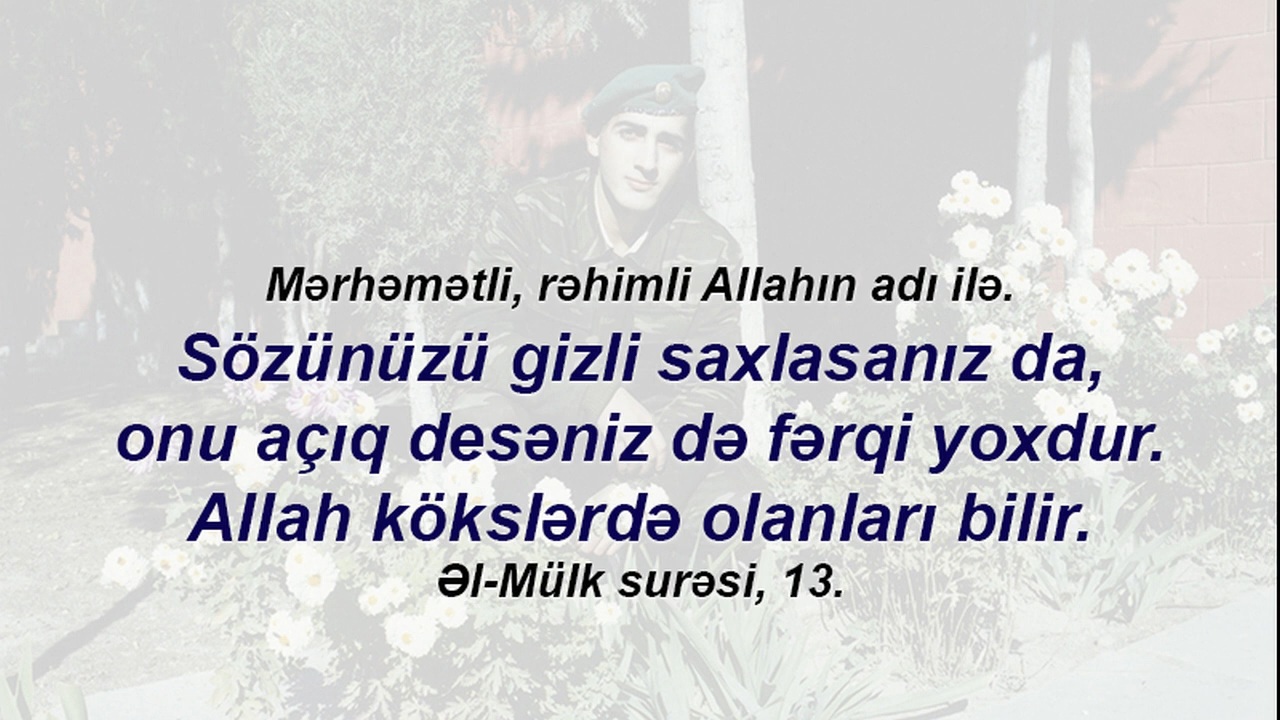 Mərhəmətli, rəhimli Allahın adı ilə.
Sözünüzü gizli saxlasanız da,
onu açıq desəniz də fərqi yoxdur.
Allah kökslərdə olanları bilir.
Əl-Mülk surəsi, 13.